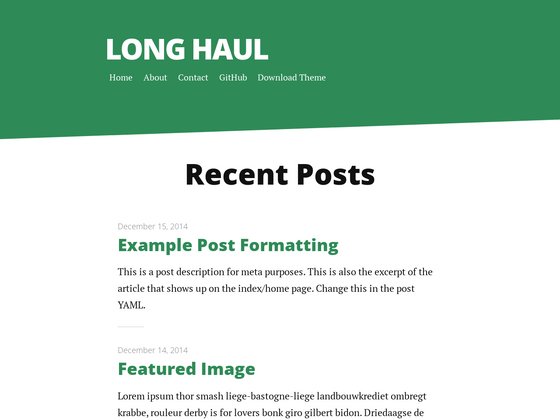 LONG HAUL
Home About Contact GitHub Download Theme
Recent Posts
December 15, 2014
Example Post Formatting
This is a post description for meta purposes. This is also the excerpt of the
article that shows up on the index/home page. Change this in the post
YAML.
December 14, 2014
Featured Image
Lorem ipsum thor smash liege-bastogne-liege landbouwkrediet ombregt
krabbe, rouleur derby is for lovers bonk giro gilbert bidon. Driedaagse de